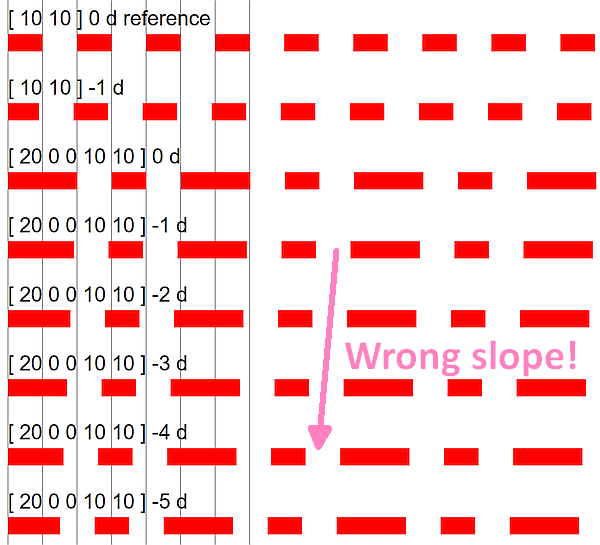 [ 10 10 ] 0 d reference
[ 10 10 ] -1 d
[ 20 0 0 10 10 ] 0 d
[ 20 0 0 10 10 ] -1 d
[ 20 0 0 10 10 ] -2 d
Wrong slope!
[ 20 0 0 10 10 ] -3 d
[ 20 0 0 10 10 ] -4 d
[ 20 0 0 10 10 ] -5 d